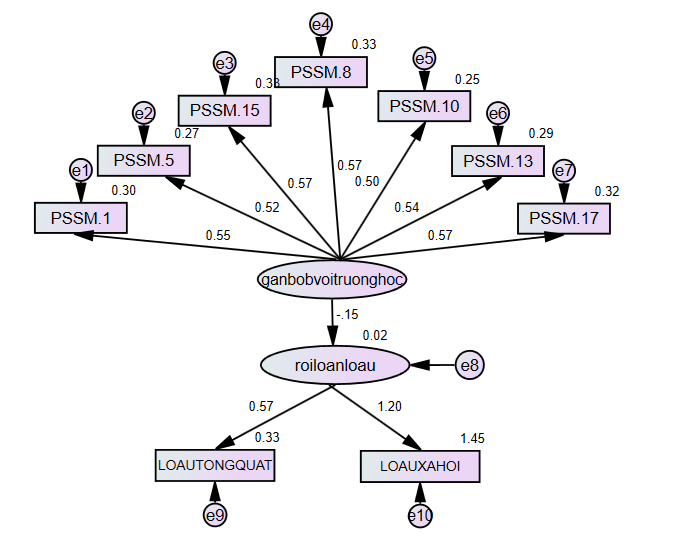 e4
0.33
PSSM.8
e3
0.33
PSSM.15
e5
0.25
PSSM.10
e2
0.27
PSSM.5
e6
0.29
PSSM.13
e1
0.30
PSSM.1
e7
0.32
PSSM.17
0.55
0.52
0.57
0.57
0.50
0.54
0.57
ganbobvoitruonghoc
-.15
0.02
roiloanloau
e8
0.57
1.20
0.33
LOAUTONGQUAT
1.45
LOAUXAHOI
e9
e10